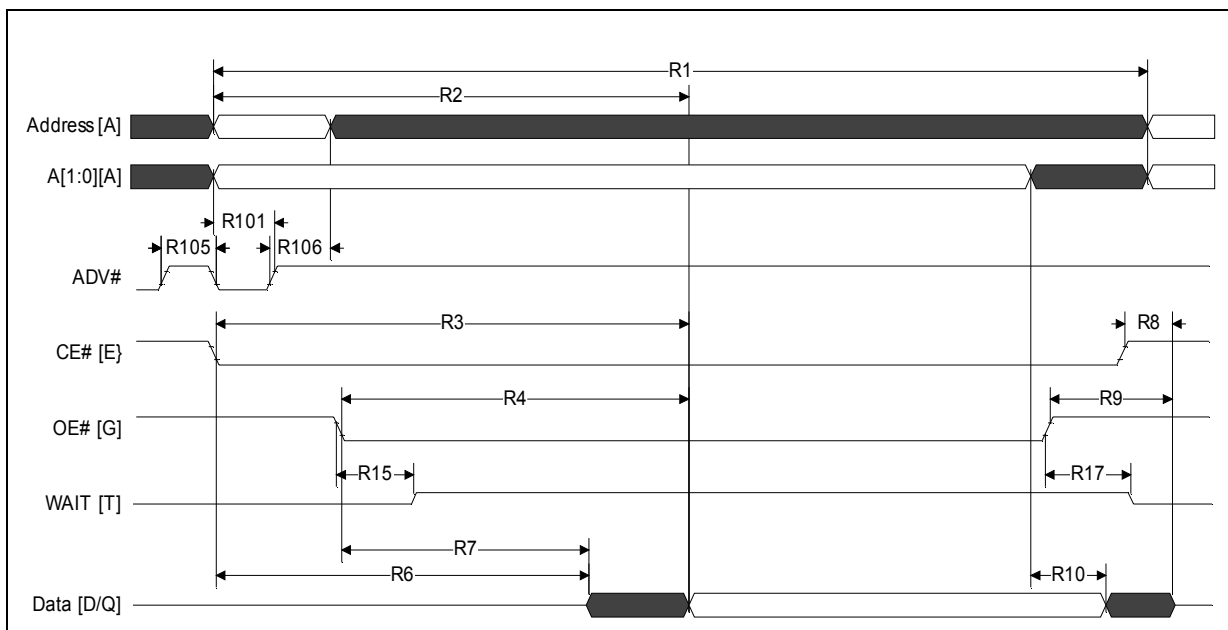 R1
R2
Address [A]
A[1:0][A]
R101
R105
R106
ADV#
R3
R8
CE# [E}
R4
R9
OE# [G]
R15
R17
WAIT [T]
R7
R6
R10
Data [D/Q]